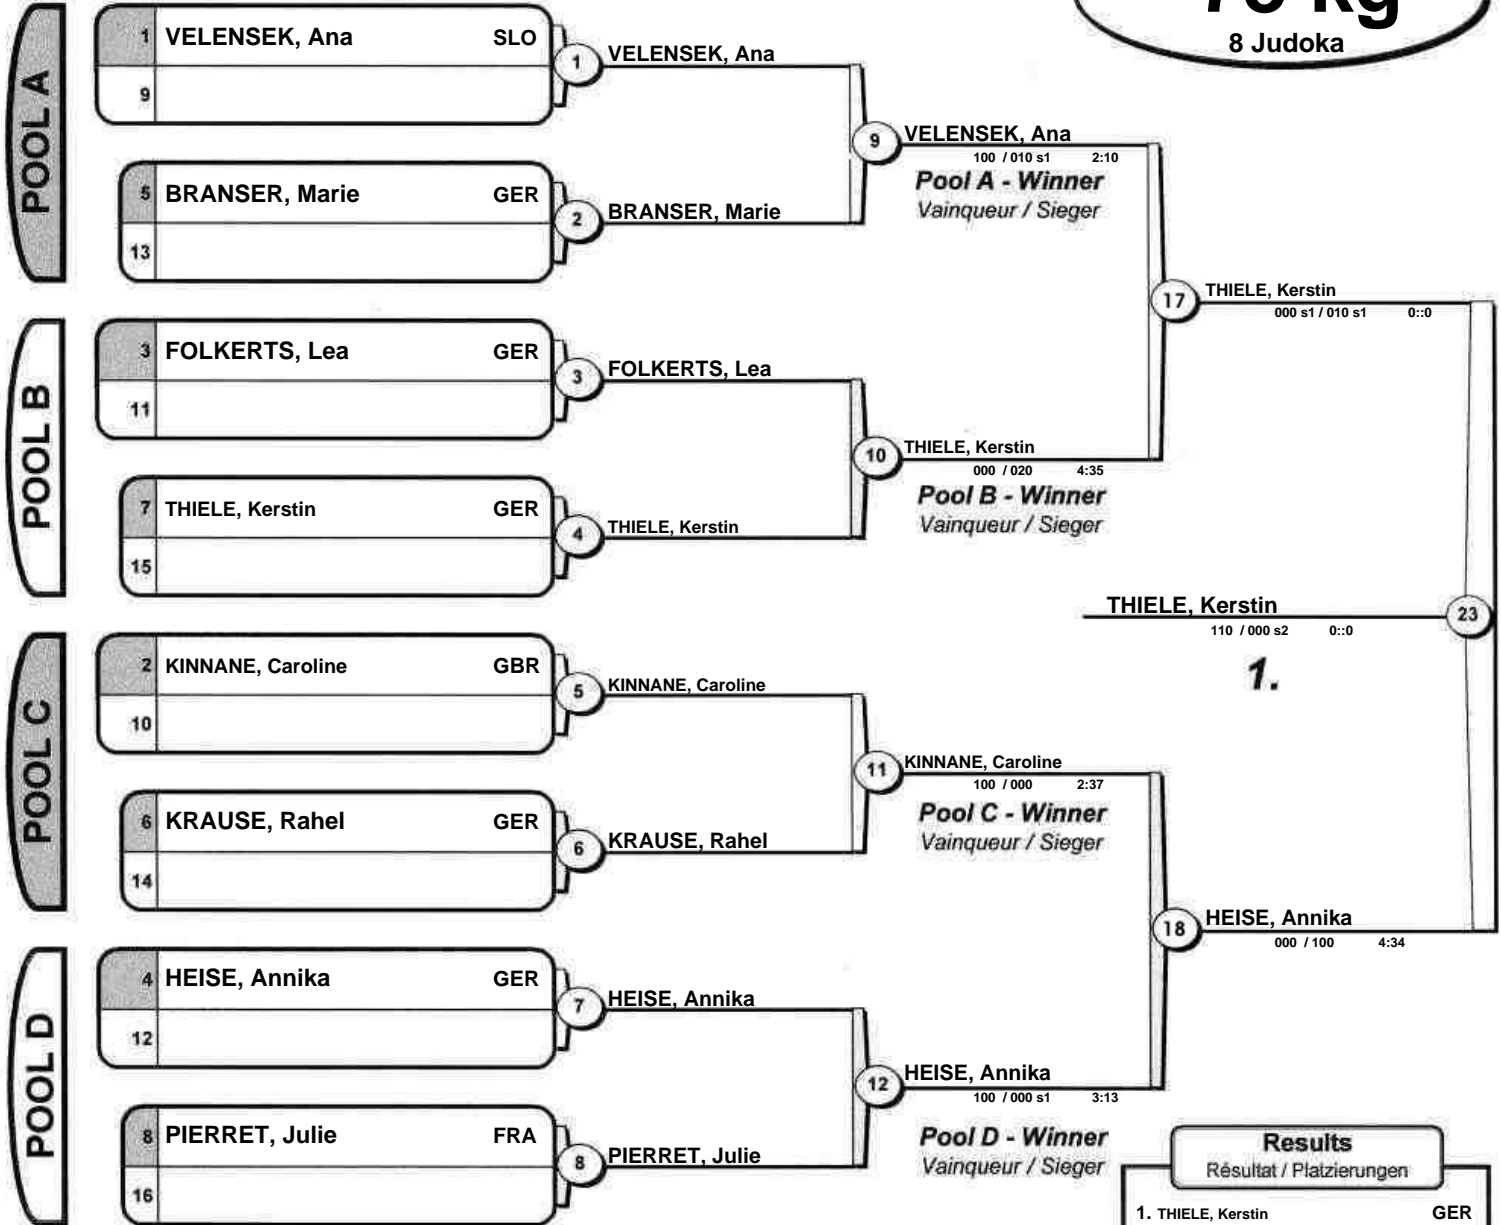 8 Judoka
POOL A
1 VELENSEK, Ana SLO
9
1 VELENSEK, Ana
5 BRANSER, Marie GER
13
2 BRANSER, Marie
9 VELENSEK, Ana
100 / 010 s1 2:10
Pool A - Winner
Vainqueur / Sieger
POOL B
3 FOLKERTS, Lea GER
11
3 FOLKERTS, Lea
7 THIELE, Kerstin GER
15
4 THIELE, Kerstin
10 THIELE, Kerstin
000 / 020 4:35
Pool B - Winner
Vainqueur / Sieger
17 THIELE, Kerstin
000 s1 / 010 s1 0::0
THIELE, Kerstin 23
110 / 000 s2 0::0
1.
POOL C
2 KINNANE, Caroline GBR
10
5 KINNANE, Caroline
6 KRAUSE, Rahel GER
14
6 KRAUSE, Rahel
11 KINNANE, Caroline
100 / 000 2:37
Pool C - Winner
Vainqueur / Sieger
POOL D
4 HEISE, Annika GER
12
7 HEISE, Annika
8 PIERRET, Julie FRA
16
8 PIERRET, Julie
12 HEISE, Annika
100 / 000 s1 3:13
Pool D - Winner
Vainqueur / Sieger
18 HEISE, Annika
000 / 100 4:34
Results
Résultat / Platzierungen
1. THIELE, Kerstin GER